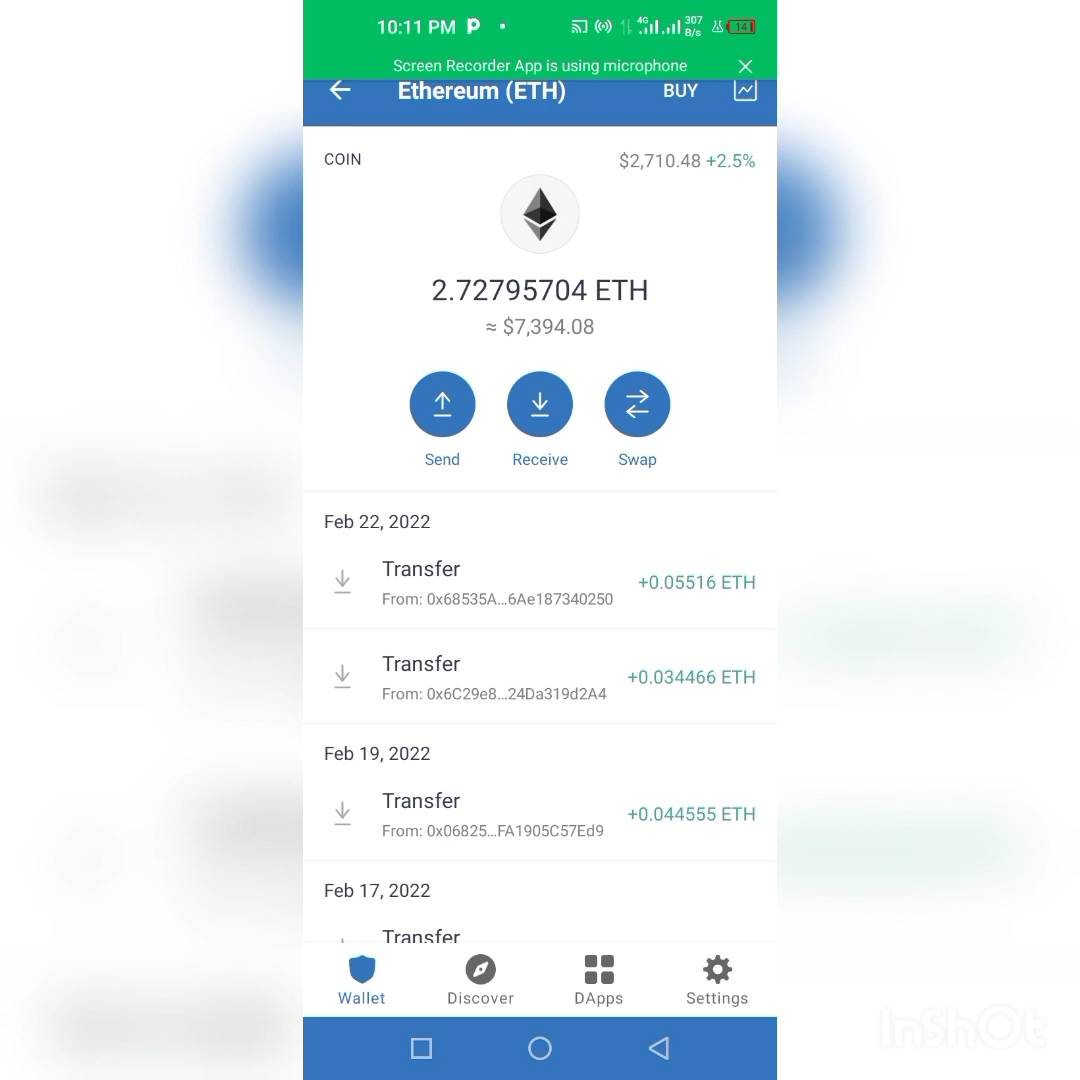 10:11 PM P • 4G 307 B/s 14
Screen Recorder App is using microphone
Ethereum (ETH) BUY
COIN $2,710.48 +2.5%
2.72795704 ETH
≈ $7,394.08
Send Receive Swap
Feb 22, 2022
Transfer
+0.05516 ETH
From: 0x68535A...6Ae187340250
Transfer
+0.034466 ETH
From: 0x6C29e8...24Da319d2A4
Feb 19, 2022
Transfer
+0.044555 ETH
From: 0x06825...FA1905C57Ed9
Feb 17, 2022
Transfer
Wallet Discover DApps Settings
InShOt